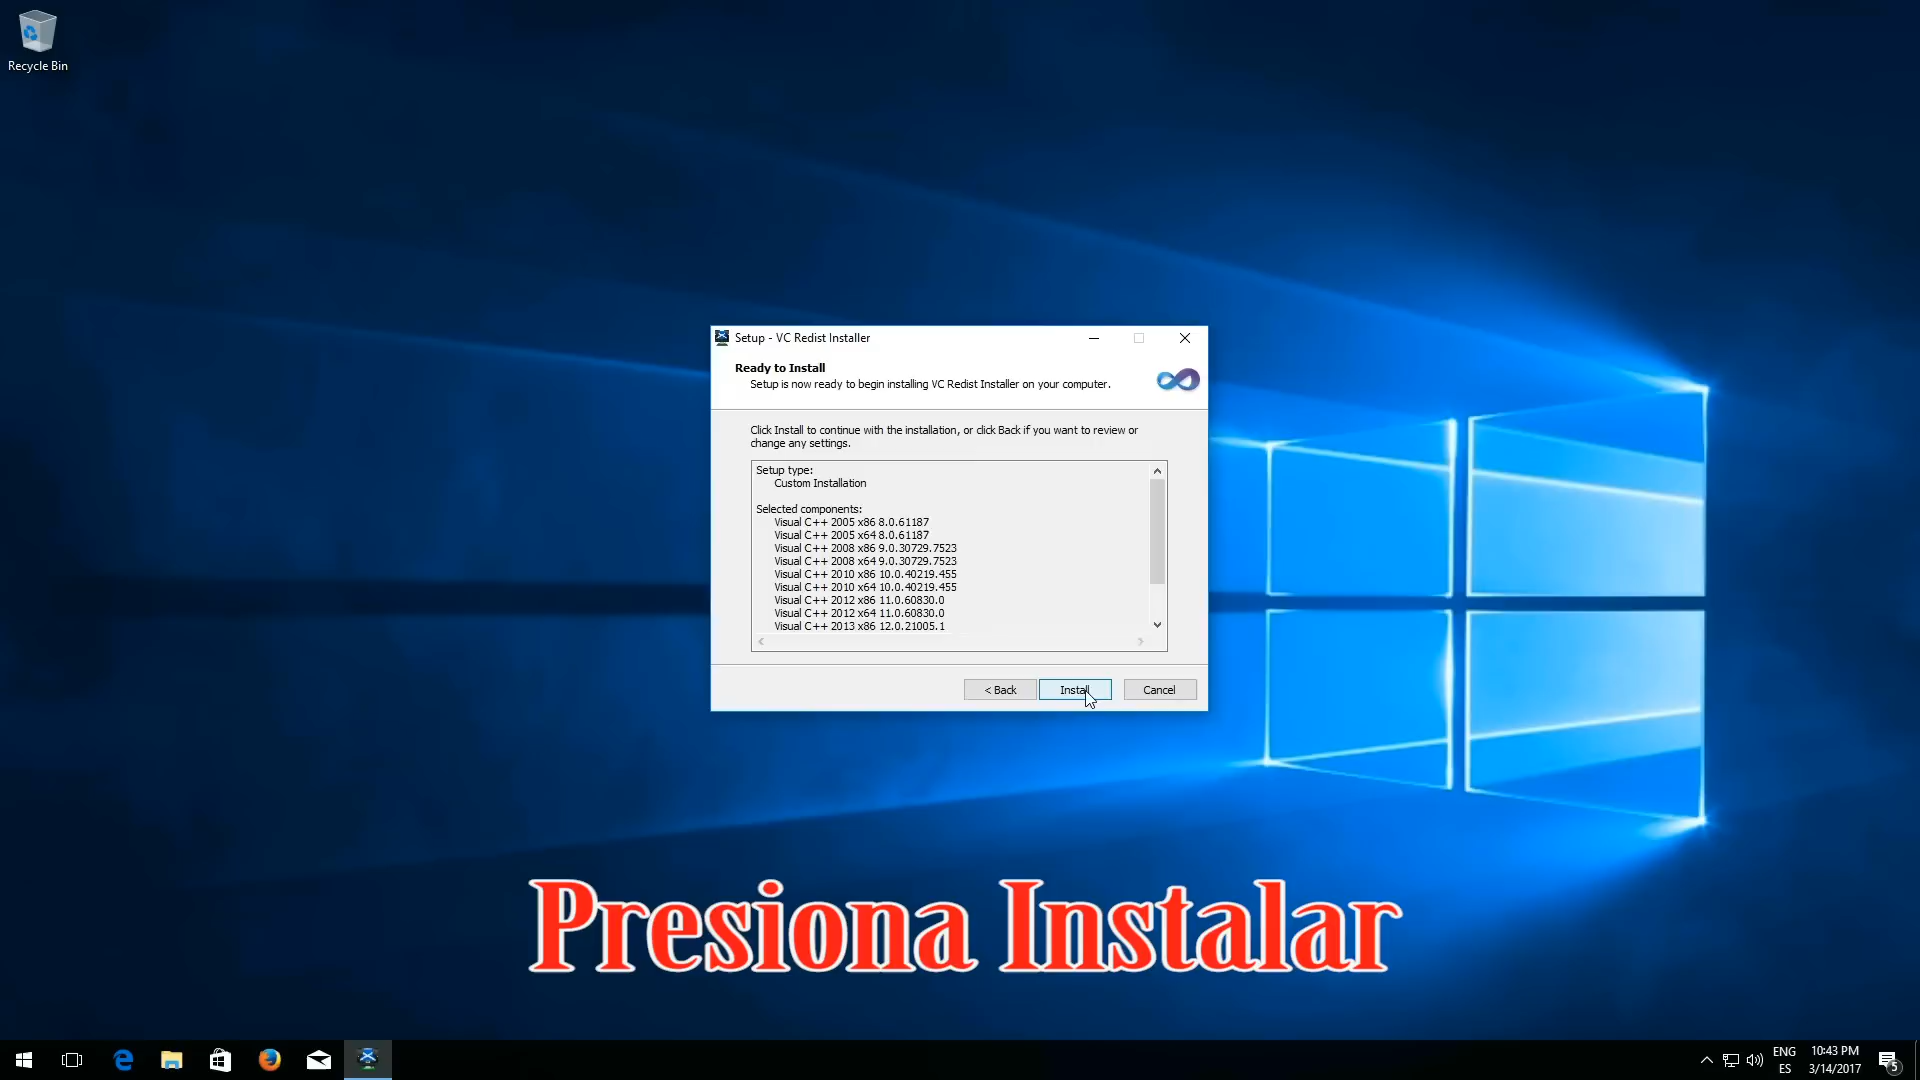 Recycle Bin
Setup - VC Redist Installer
Ready to Install
Setup is now ready to begin installing VC Redist Installer on your computer.
Click Install to continue with the installation, or click Back if you want to review or
change any settings.
Setup type:
Custom Installation
Selected components:
Visual C++ 2005 x86 8.0.61187
Visual C++ 2005 x64 8.0.61187
Visual C++ 2008 x86 9.0.30729.7523
Visual C++ 2008 x64 9.0.30729.7523
Visual C++ 2010 x86 10.0.40219.455
Visual C++ 2010 x64 10.0.40219.455
Visual C++ 2012 x86 11.0.60830.0
Visual C++ 2012 x64 11.0.60830.0
Visual C++ 2013 x86 12.0.21005.1
< Back
Install
Cancel
Presiona Instalar
ENG
ES
10:43 PM
3/14/2017
5